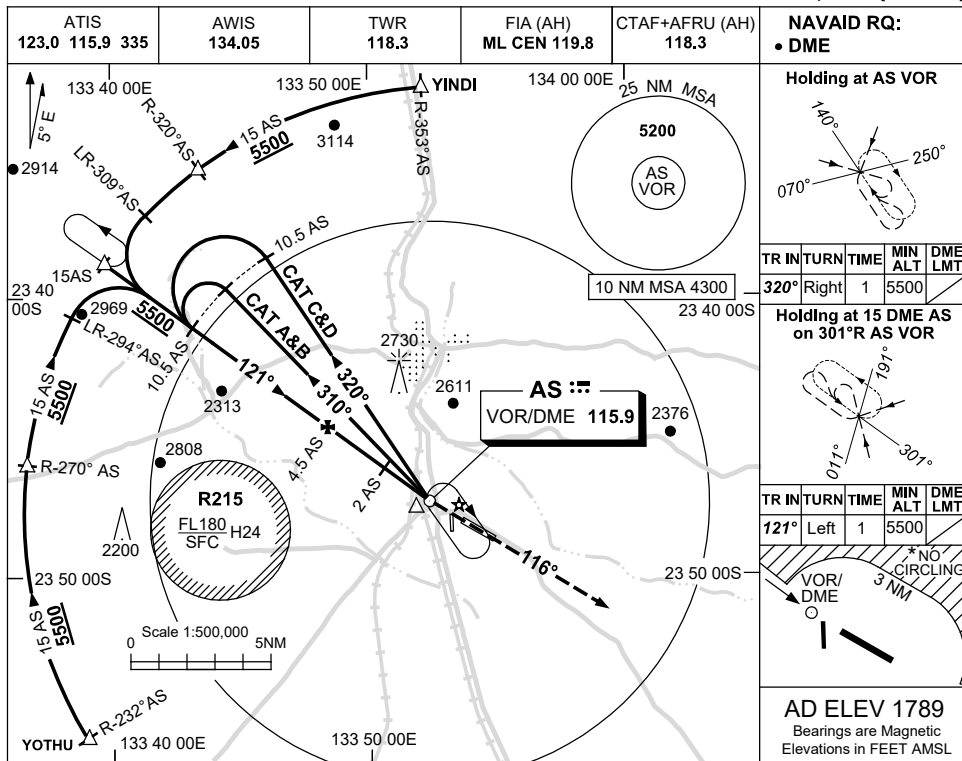 ATIS
123.0 115.9 335
AWIS
134.05
TWR
118.3
FIA (AH)
ML CEN 119.8
CTAF+AFRU (AH)
118.3
NAVAID RQ:
• DME
133 40 00E
133 50 00E
134 00 00E
YINDI
5° E
R-320°AS
15 AS
5500
3114
R-353°AS
25 NM MSA
5200
AS
VOR
2914
LR-309°AS
10.5 AS
15AS
23 40
00S
2969
5500
LR-294°AS
10.5 AS
CAT C&D
CAT A&B
10 NM MSA 4300
23 40
00S
121°
310°
320°
2730
2313
2611
AS
VOR/DME 115.9
2376
15 AS
5500
4.5 AS
2808
R-270° AS
2 AS
R215
FL180
SFC
H24
2200
116°
23 50 00S
23 50 00S
15 AS
5500
Scale 1:500,000
0
5NM
R-232°AS
YOTHU
133 40 00E
133 50 00E
Holding at AS VOR
140°
250°
070°
TR IN TURN TIME MIN ALT DME LMT
320° Right 1 5500
Holding at 15 DME AS
on 301°R AS VOR
191°
011°
301°
TR IN TURN TIME MIN ALT DME LMT
121° Left 1 5500
*NO
CIRCLING
VOR/
DME
3 NM
AD ELEV 1789
Bearings are Magnetic
Elevations in FEET AMSL